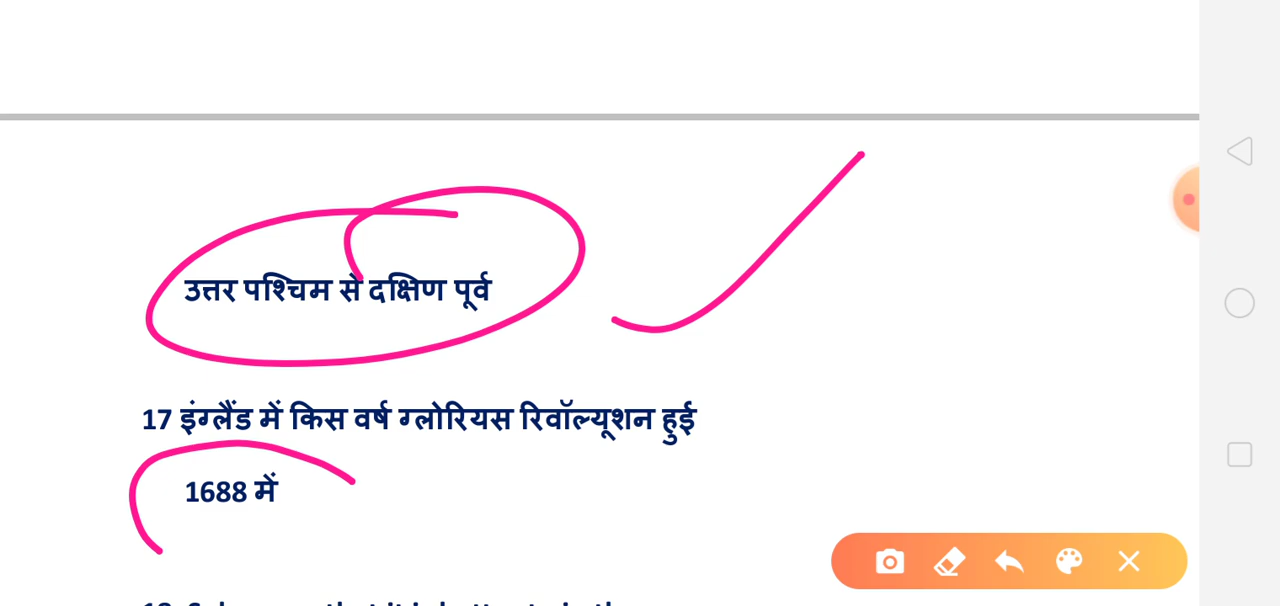 उत्तर पश्चिम से दक्षिण पूर्व
17 इंग्लैंड में किस वर्ष ग्लोरियस रिवॉल्यूशन हुई
1688 में